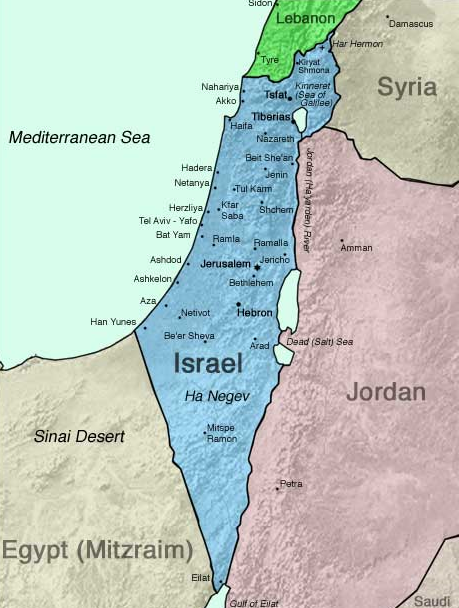 Sidon
Lebanon
Damascus
Har Hermon
Tyre
Kiryat
Shmona
Syria
Nahariya
Akko
Tsfat
Kinneret
(Sea of
Galilee)
Tiberias
Haifa
Mediterranean Sea
Nazareth
Beit She'an
Jordan (HaYarden) River
Hadera
Jenin
Netanya
Tul Karm
Herzliya
Kfar
Saba
Shchem
Tel Aviv - Yafo
Bat Yam
Ramla
Ramalla
Amman
Ashdod
Jerusalem
Jericho
Ashkelon
Bethlehem
Aza
Netivot
Hebron
Han Yunes
Be'er Sheva
Arad
Dead (Salt) Sea
Israel
Ha Negev
Jordan
Sinai Desert
Mitspe
Ramon
Petra
Egypt (Mitzraim)
Eilat
Gulf of Eilat
Saudi